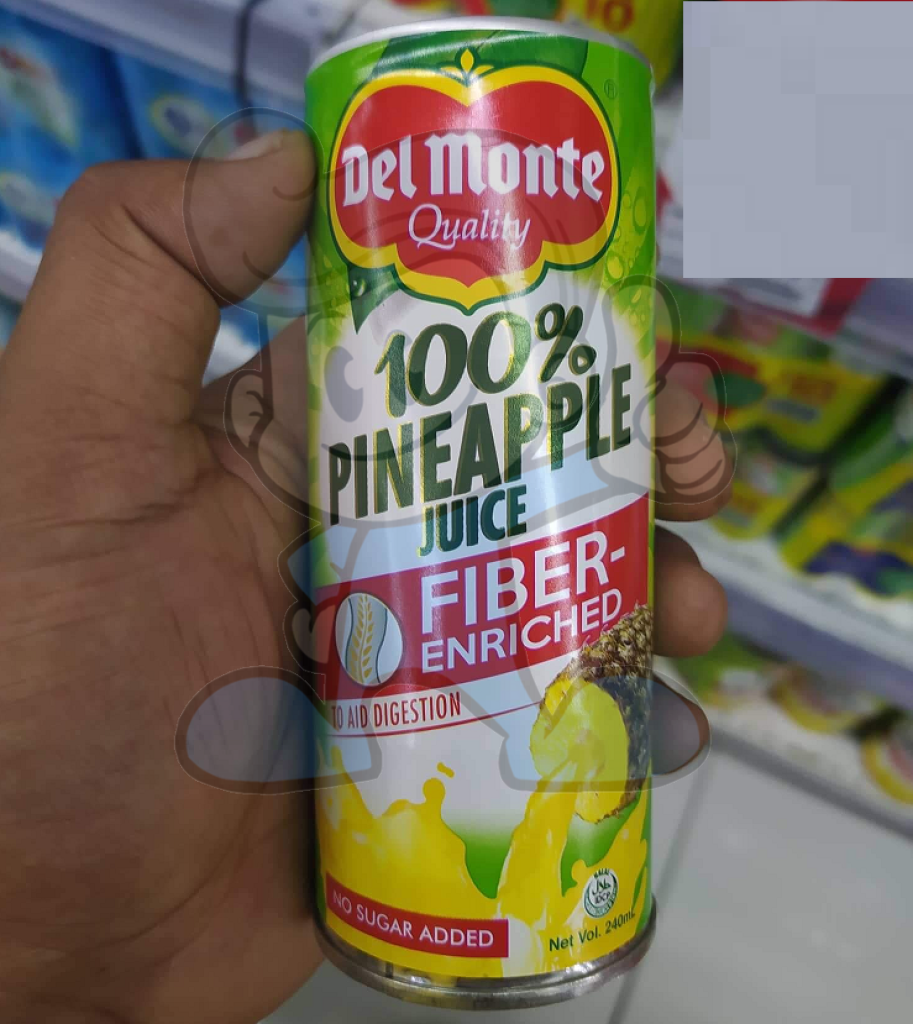 Del Monte
Quality
®
100%
PINEAPPLE
JUICE
FIBER-
ENRICHED
TO AID DIGESTION
NO SUGAR ADDED
Net Vol. 240mL